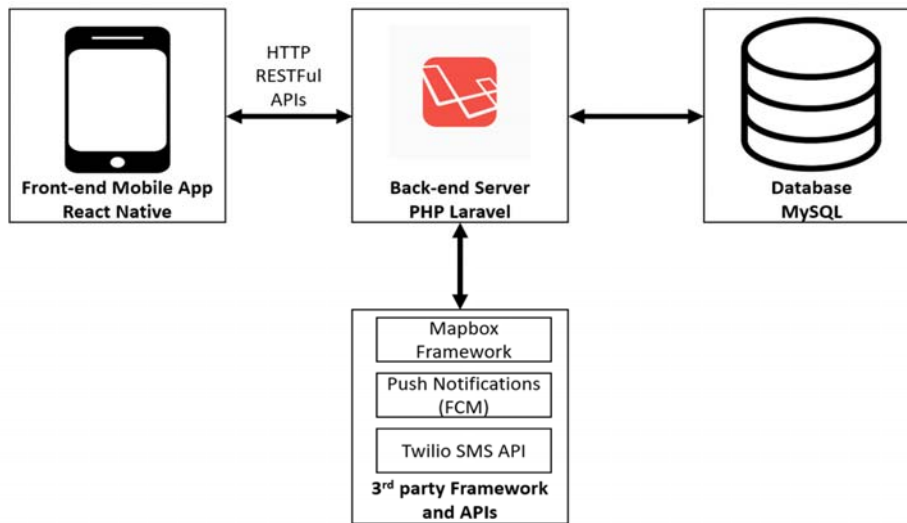 HTTP
RESTFul
APIs
Front-end Mobile App
React Native
Back-end Server
PHP Laravel
Database
MySQL
Mapbox
Framework
Push Notifications
(FCM)
Twilio SMS API
3rd party Framework
and APIs